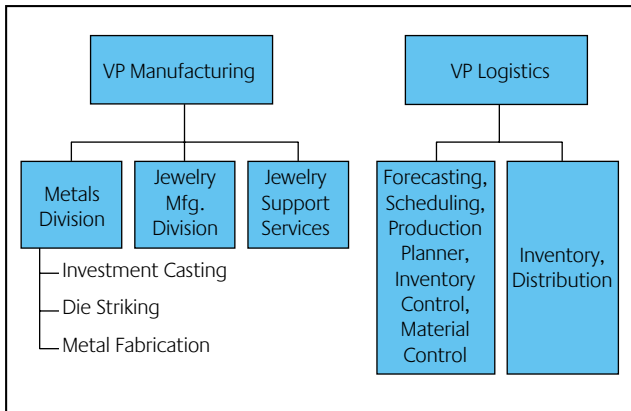 VP Manufacturing
VP Logistics
Metals
Division
Jewelry
Mfg.
Division
Jewelry
Support
Services
Forecasting,
Scheduling,
Production
Planner,
Inventory
Control,
Material
Control
Inventory,
Distribution
Investment Casting
Die Striking
Metal Fabrication